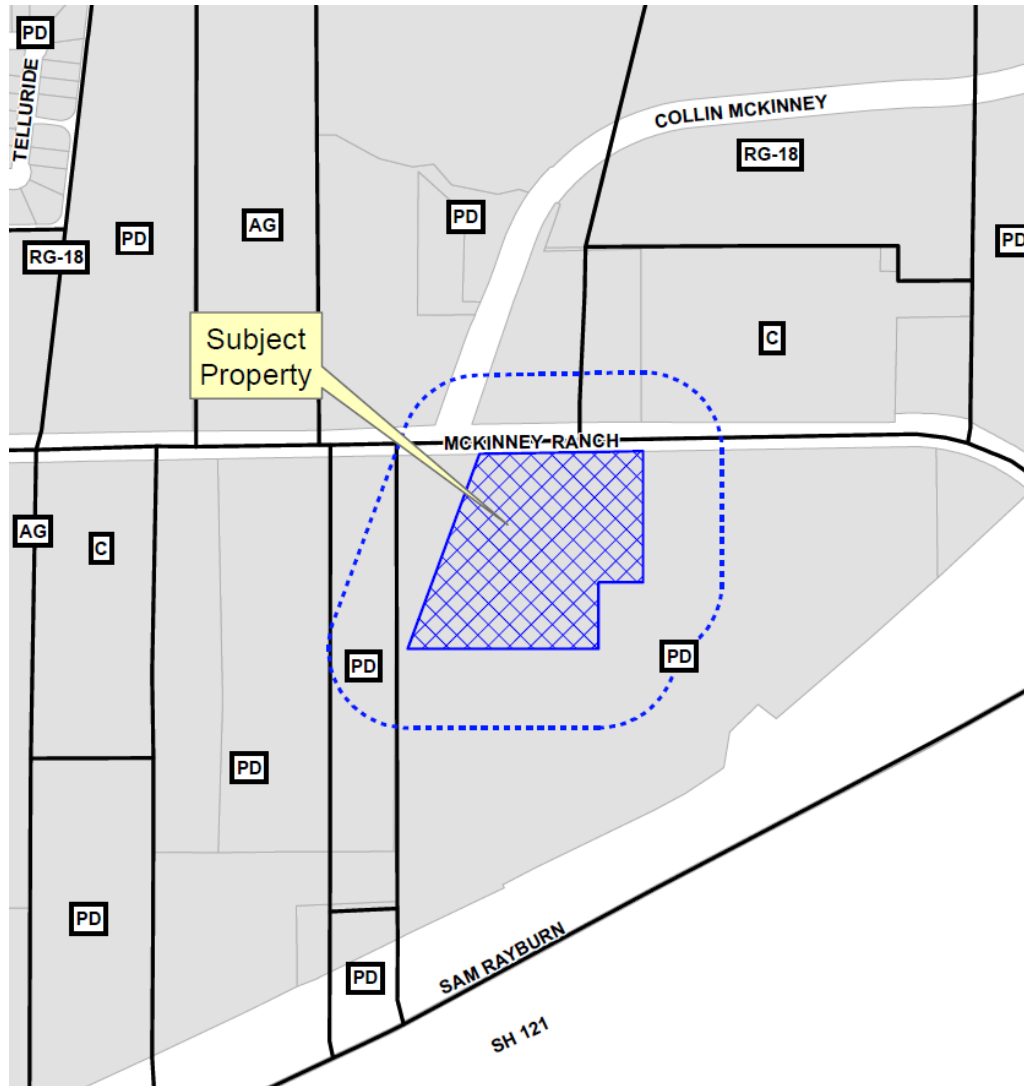 PD
TELLURIDE
COLLIN MCKINNEY
RG-18
PD
AG
PD
PD
RG-18
Subject
Property
C
MCKINNEY RANCH
AG
C
PD
PD
PD
PD
SAM RAYBURN
PD
SH 121